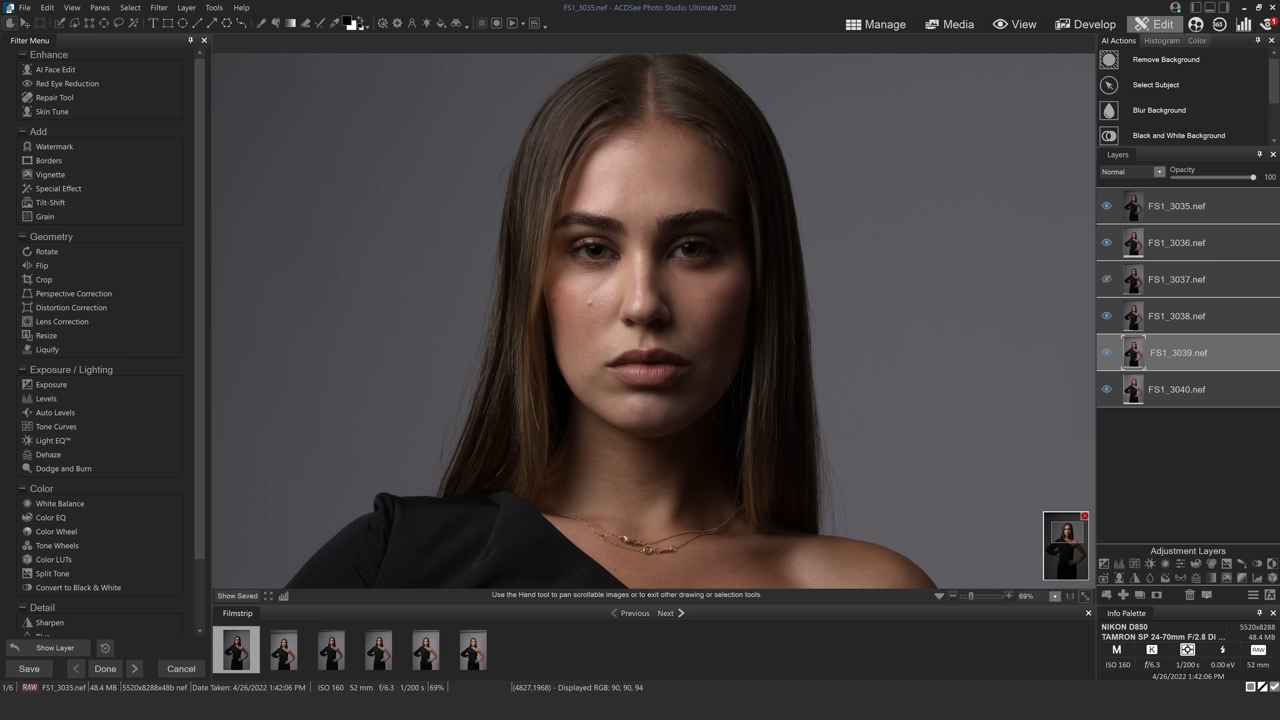 File Edit View Panes Select Filter Layer Tools Help
FS1_3035.nef - ACDSee Photo Studio Ultimate 2023
Manage Media View Develop Edit
365
Filter Menu
Enhance
AI Face Edit
Red Eye Reduction
Repair Tool
Skin Tune
Add
Watermark
Borders
Vignette
Special Effect
Tilt-Shift
Grain
Geometry
Rotate
Flip
Crop
Perspective Correction
Distortion Correction
Lens Correction
Resize
Liquify
Exposure / Lighting
Exposure
Levels
Auto Levels
Tone Curves
Light EQ™
Dehaze
Dodge and Burn
Color
White Balance
Color EQ
Color Wheel
Tone Wheels
Color LUTs
Split Tone
Convert to Black & White
Detail
Sharpen
Blur
Show Layer
Save
Done
Cancel
Show Saved
Use the Hand tool to pan scrollable images or to exit other drawing or selection tools.
69%
1:1
Filmstrip
Previous Next
AI Actions Histogram Color
Remove Background
Select Subject
Blur Background
Black and White Background
Layers
Normal
Opacity
100
FS1_3035.nef
FS1_3036.nef
FS1_3037.nef
FS1_3038.nef
FS1_3039.nef
FS1_3040.nef
Adjustment Layers
Info Palette
NIKON D850 5520x8288
TAMRON SP 24-70mm F/2.8 Di ... 48.4 MB
M K RAW
ISO 160 f/6.3 1/200 s 0.00 eV 52 mm
4/26/2022 1:42:06 PM
1/6 RAW FS1_3035.nef 48.4 MB 5520x8288x48b nef Date Taken: 4/26/2022 1:42:06 PM ISO 160 52 mm f/6.3 1/200 s 69% (4827,1968) - Displayed RGB: 90, 90, 94